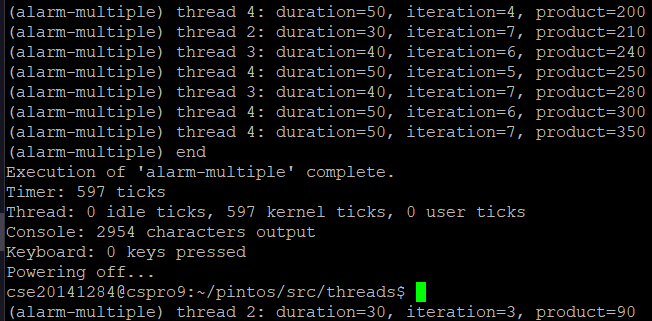 (alarm-multiple) thread 4: duration=50, iteration=4, product=200
(alarm-multiple) thread 2: duration=30, iteration=7, product=210
(alarm-multiple) thread 3: duration=40, iteration=6, product=240
(alarm-multiple) thread 4: duration=50, iteration=5, product=250
(alarm-multiple) thread 3: duration=40, iteration=7, product=280
(alarm-multiple) thread 4: duration=50, iteration=6, product=300
(alarm-multiple) thread 4: duration=50, iteration=7, product=350
(alarm-multiple) end
Execution of 'alarm-multiple' complete.
Timer: 597 ticks
Thread: 0 idle ticks, 597 kernel ticks, 0 user ticks
Console: 2954 characters output
Keyboard: 0 keys pressed
Powering off...
cse20141284@cspro9:~/pintos/src/threads$
(alarm-multiple) thread 2: duration=30, iteration=3, product=90